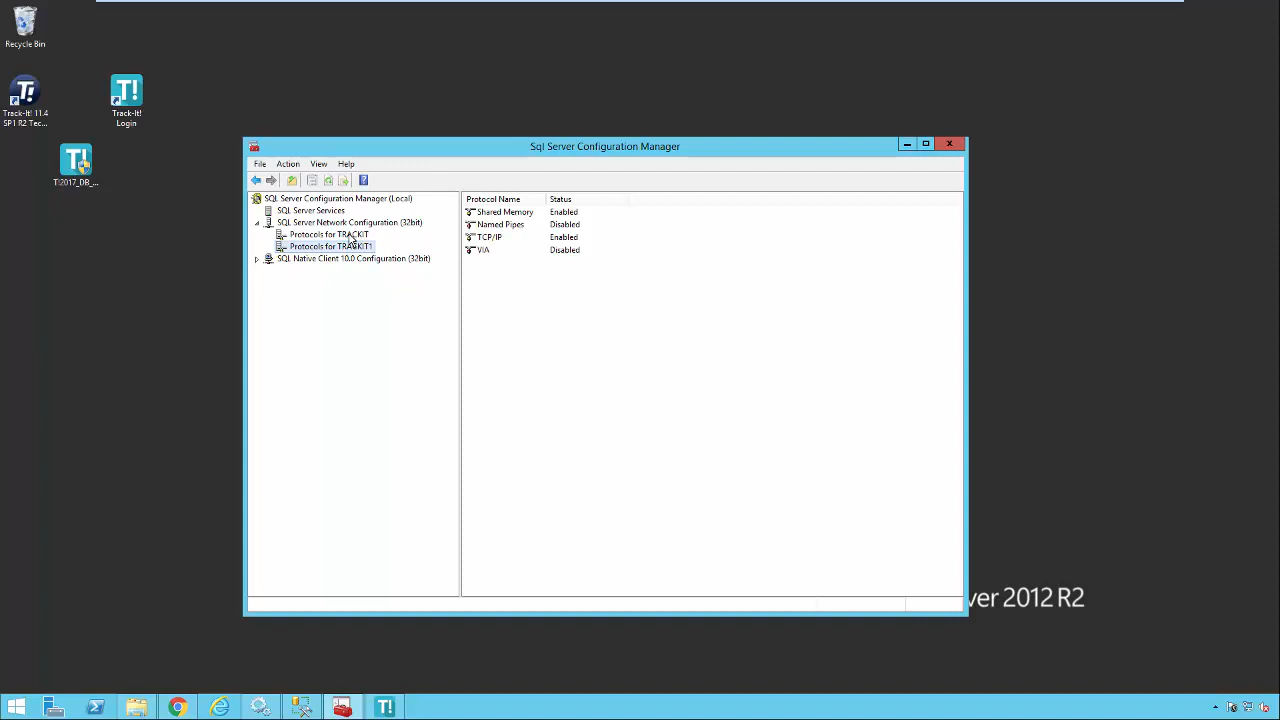 Recycle Bin
Track-It! 11.4
SP1 R2 Tec...
Track-It!
Login
TI2017_DB_...
Sql Server Configuration Manager
File Action View Help
SQL Server Configuration Manager (Local)
SQL Server Services
SQL Server Network Configuration (32bit)
Protocols for TRACKIT
Protocols for TRACKIT1
SQL Native Client 10.0 Configuration (32bit)
Protocol Name Status
Shared Memory Enabled
Named Pipes Disabled
TCP/IP Enabled
VIA Disabled
ver 2012 R2